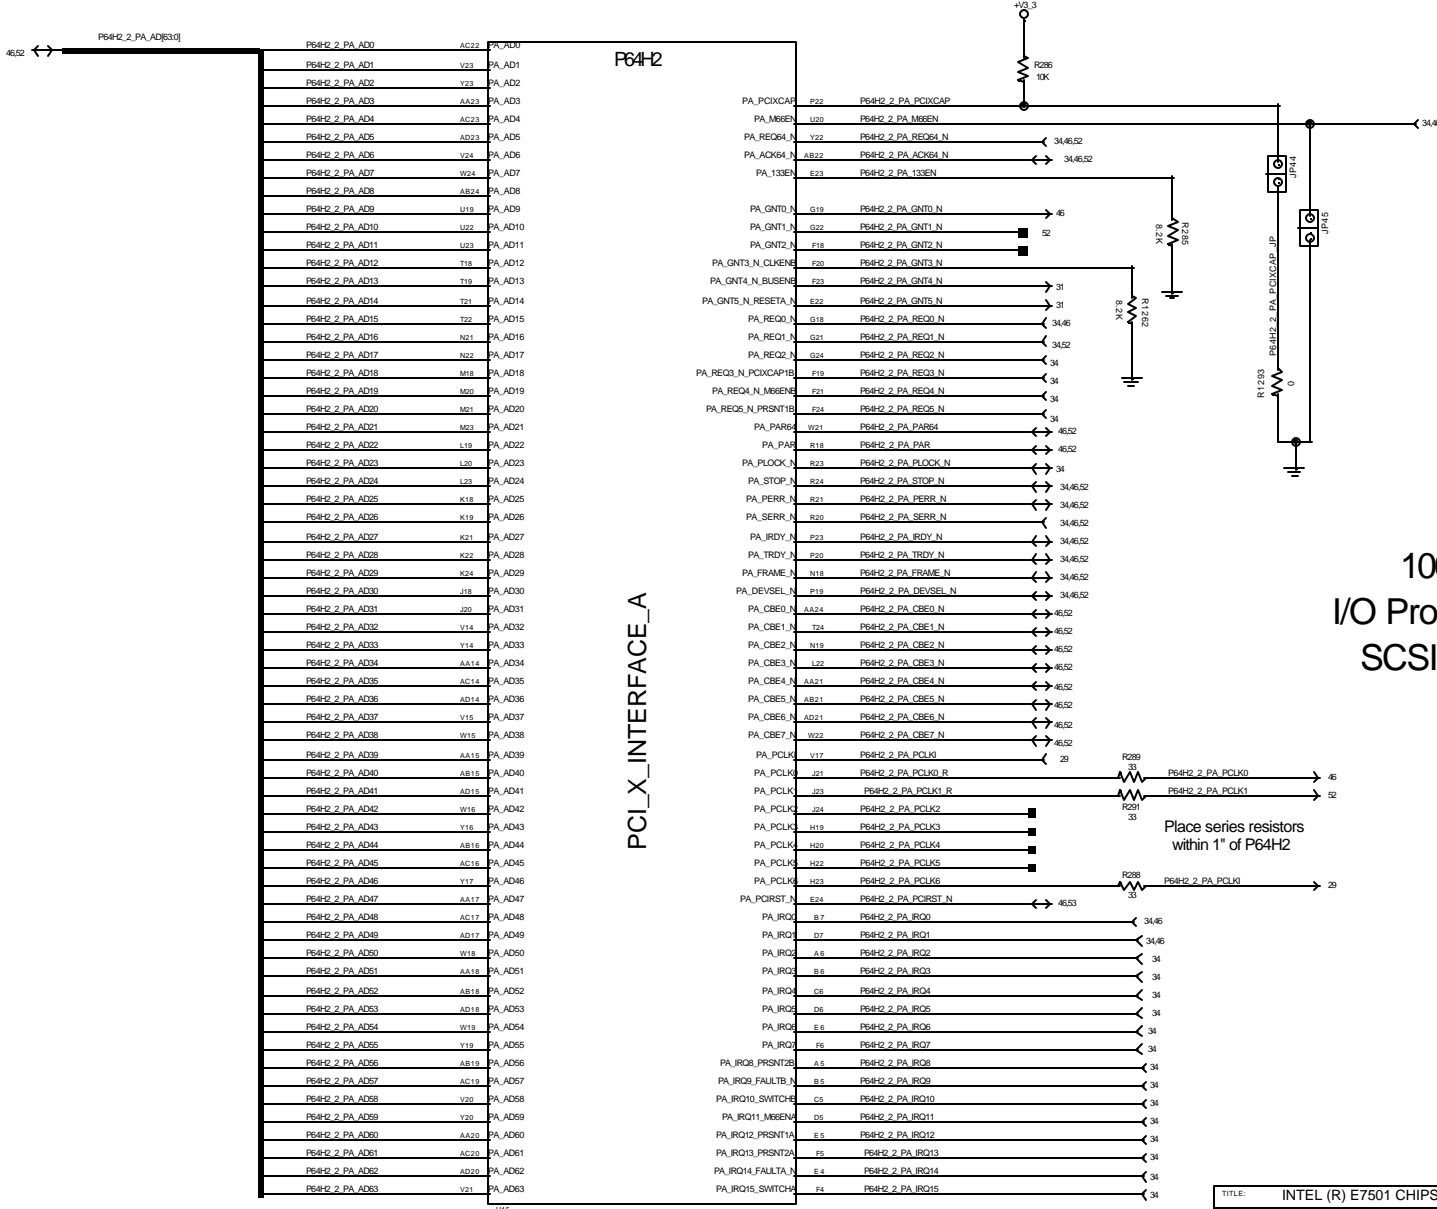 +V3_3
P64H2_2_PA_AD[63:0]
46,52
P64H2
PCI_X_INTERFACE_A
P64H2_2_PA_AD0 AC22 PA_AD0
P64H2_2_PA_AD1 V23 PA_AD1
P64H2_2_PA_AD2 Y23 PA_AD2
P64H2_2_PA_AD3 AA23 PA_AD3
P64H2_2_PA_AD4 AC23 PA_AD4
P64H2_2_PA_AD5 AD23 PA_AD5
P64H2_2_PA_AD6 V24 PA_AD6
P64H2_2_PA_AD7 W24 PA_AD7
P64H2_2_PA_AD8 AB24 PA_AD8
P64H2_2_PA_AD9 U19 PA_AD9
P64H2_2_PA_AD10 U22 PA_AD10
P64H2_2_PA_AD11 U23 PA_AD11
P64H2_2_PA_AD12 T18 PA_AD12
P64H2_2_PA_AD13 T19 PA_AD13
P64H2_2_PA_AD14 T21 PA_AD14
P64H2_2_PA_AD15 T22 PA_AD15
P64H2_2_PA_AD16 N21 PA_AD16
P64H2_2_PA_AD17 N22 PA_AD17
P64H2_2_PA_AD18 M18 PA_AD18
P64H2_2_PA_AD19 M20 PA_AD19
P64H2_2_PA_AD20 M21 PA_AD20
P64H2_2_PA_AD21 M23 PA_AD21
P64H2_2_PA_AD22 L19 PA_AD22
P64H2_2_PA_AD23 L20 PA_AD23
P64H2_2_PA_AD24 L23 PA_AD24
P64H2_2_PA_AD25 K18 PA_AD25
P64H2_2_PA_AD26 K19 PA_AD26
P64H2_2_PA_AD27 K21 PA_AD27
P64H2_2_PA_AD28 K22 PA_AD28
P64H2_2_PA_AD29 K24 PA_AD29
P64H2_2_PA_AD30 J18 PA_AD30
P64H2_2_PA_AD31 J20 PA_AD31
P64H2_2_PA_AD32 V14 PA_AD32
P64H2_2_PA_AD33 Y14 PA_AD33
P64H2_2_PA_AD34 AA14 PA_AD34
P64H2_2_PA_AD35 AC14 PA_AD35
P64H2_2_PA_AD36 AD14 PA_AD36
P64H2_2_PA_AD37 V15 PA_AD37
P64H2_2_PA_AD38 W15 PA_AD38
P64H2_2_PA_AD39 AA15 PA_AD39
P64H2_2_PA_AD40 AB15 PA_AD40
P64H2_2_PA_AD41 AD15 PA_AD41
P64H2_2_PA_AD42 W16 PA_AD42
P64H2_2_PA_AD43 Y16 PA_AD43
P64H2_2_PA_AD44 AB16 PA_AD44
P64H2_2_PA_AD45 AC16 PA_AD45
P64H2_2_PA_AD46 Y17 PA_AD46
P64H2_2_PA_AD47 AA17 PA_AD47
P64H2_2_PA_AD48 AC17 PA_AD48
P64H2_2_PA_AD49 AD17 PA_AD49
P64H2_2_PA_AD50 W18 PA_AD50
P64H2_2_PA_AD51 AA18 PA_AD51
P64H2_2_PA_AD52 AB18 PA_AD52
P64H2_2_PA_AD53 AD18 PA_AD53
P64H2_2_PA_AD54 W19 PA_AD54
P64H2_2_PA_AD55 Y19 PA_AD55
P64H2_2_PA_AD56 AB19 PA_AD56
P64H2_2_PA_AD57 AC19 PA_AD57
P64H2_2_PA_AD58 V20 PA_AD58
P64H2_2_PA_AD59 Y20 PA_AD59
P64H2_2_PA_AD60 AA20 PA_AD60
P64H2_2_PA_AD61 AC20 PA_AD61
P64H2_2_PA_AD62 AD20 PA_AD62
P64H2_2_PA_AD63 V21 PA_AD63
PA_PCIXCAP P22 P64H2_2_PA_PCIXCAP
PA_M66EN U20 P64H2_2_PA_M66EN
PA_REQ64_N Y22 P64H2_2_PA_REQ64_N 34,46,52
PA_ACK64_N AB22 P64H2_2_PA_ACK64_N 34,46,52
PA_133EN E23 P64H2_2_PA_133EN
PA_GNT0_N G19 P64H2_2_PA_GNT0_N 46
PA_GNT1_N G22 P64H2_2_PA_GNT1_N 52
PA_GNT2_N F18 P64H2_2_PA_GNT2_N
PA_GNT3_N_CLKENB F20 P64H2_2_PA_GNT3_N
PA_GNT4_N_BUSENB F23 P64H2_2_PA_GNT4_N 31
PA_GNT5_N_RESETA_N E22 P64H2_2_PA_GNT5_N 31
PA_REQ0_N G18 P64H2_2_PA_REQ0_N 34,46
PA_REQ1_N G21 P64H2_2_PA_REQ1_N 34,52
PA_REQ2_N G24 P64H2_2_PA_REQ2_N 34
PA_REQ3_N_PCIXCAP1B F19 P64H2_2_PA_REQ3_N 34
PA_REQ4_N_M66ENB F21 P64H2_2_PA_REQ4_N 34
PA_REQ5_N_PRSNT1B F24 P64H2_2_PA_REQ5_N 34
PA_PAR64 W21 P64H2_2_PA_PAR64 46,52
PA_PAR R18 P64H2_2_PA_PAR 46,52
PA_PLOCK_N R23 P64H2_2_PA_PLOCK_N 34
PA_STOP_N R24 P64H2_2_PA_STOP_N 34,46,52
PA_PERR_N R21 P64H2_2_PA_PERR_N 34,46,52
PA_SERR_N R20 P64H2_2_PA_SERR_N 34,46,52
PA_IRDY_N P23 P64H2_2_PA_IRDY_N 34,46,52
PA_TRDY_N P20 P64H2_2_PA_TRDY_N 34,46,52
PA_FRAME_N N18 P64H2_2_PA_FRAME_N 34,46,52
PA_DEVSEL_N P19 P64H2_2_PA_DEVSEL_N 34,46,52
PA_CBE0_N AA24 P64H2_2_PA_CBE0_N 46,52
PA_CBE1_N T24 P64H2_2_PA_CBE1_N 46,52
PA_CBE2_N N19 P64H2_2_PA_CBE2_N 46,52
PA_CBE3_N L22 P64H2_2_PA_CBE3_N 46,52
PA_CBE4_N AA21 P64H2_2_PA_CBE4_N 46,52
PA_CBE5_N AB21 P64H2_2_PA_CBE5_N 46,52
PA_CBE6_N AD21 P64H2_2_PA_CBE6_N 46,52
PA_CBE7_N W22 P64H2_2_PA_CBE7_N 46,52
PA_PCLKI V17 P64H2_2_PA_PCLKI 29
PA_PCLK0 J21 P64H2_2_PA_PCLK0_R R289 33 P64H2_2_PA_PCLK0 46
PA_PCLK1 J23 P64H2_2_PA_PCLK1_R R291 33 P64H2_2_PA_PCLK1 52
PA_PCLK2 J24 P64H2_2_PA_PCLK2
PA_PCLK3 H19 P64H2_2_PA_PCLK3
PA_PCLK4 H20 P64H2_2_PA_PCLK4
PA_PCLK5 H22 P64H2_2_PA_PCLK5
PA_PCLK6 H23 P64H2_2_PA_PCLK6 R288 33 P64H2_2_PA_PCLKI 29
PA_PCIRST_N E24 P64H2_2_PA_PCIRST_N 46,53
PA_IRQ0 B7 P64H2_2_PA_IRQ0 34,46
PA_IRQ1 D7 P64H2_2_PA_IRQ1 34,46
PA_IRQ2 A6 P64H2_2_PA_IRQ2 34
PA_IRQ3 B6 P64H2_2_PA_IRQ3 34
PA_IRQ4 C6 P64H2_2_PA_IRQ4 34
PA_IRQ5 D6 P64H2_2_PA_IRQ5 34
PA_IRQ6 E6 P64H2_2_PA_IRQ6 34
PA_IRQ7 F6 P64H2_2_PA_IRQ7 34
PA_IRQ8_PRSNT2B A5 P64H2_2_PA_IRQ8 34
PA_IRQ9_FAULTB_N B5 P64H2_2_PA_IRQ9 34
PA_IRQ10_SWITCHB C5 P64H2_2_PA_IRQ10 34
PA_IRQ11_M66ENA D5 P64H2_2_PA_IRQ11 34
PA_IRQ12_PRSNT1A E5 P64H2_2_PA_IRQ12 34
PA_IRQ13_PRSNT2A F5 P64H2_2_PA_IRQ13 34
PA_IRQ14_FAULTA_N E4 P64H2_2_PA_IRQ14 34
PA_IRQ15_SWITCHA F4 P64H2_2_PA_IRQ15 34
R286
10K
R285
8.2K
R1262
8.2K
JP44
JP45
P64H2_2_PA_PCIXCAP_JP
R1293
0
Place series resistors
within 1" of P64H2
I/O Pro
SCSI
TITLE: INTEL (R) E7501 CHIPS